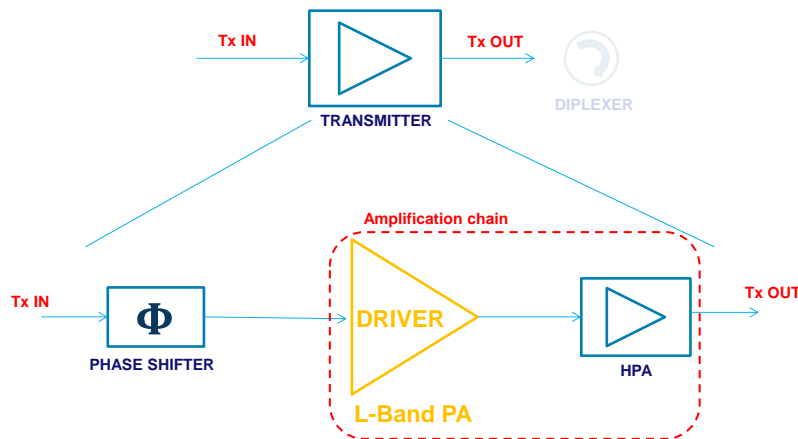 Tx IN
Tx OUT
DIPLEXER
TRANSMITTER
Amplification chain
Tx IN
Φ
DRIVER
Tx OUT
PHASE SHIFTER
HPA
L-Band PA